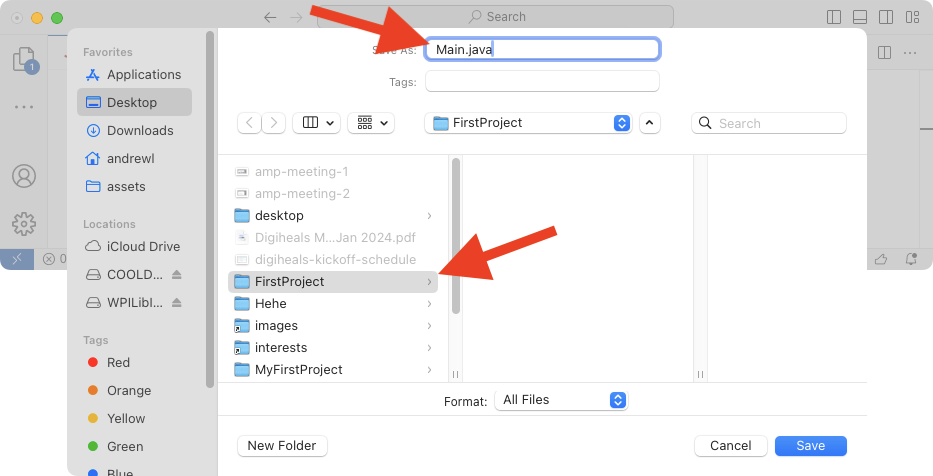 Search
1
Save As: Main.java
Tags:
Favorites
Applications
Desktop
Downloads
andrewl
assets
Locations
iCloud Drive
COOLD...
WPILibI...
Tags
Red
Orange
Yellow
Green
Blue
FirstProject
Search
amp-meeting-1
amp-meeting-2
desktop
Digiheals M...Jan 2024.pdf
digiheals-kickoff-schedule
FirstProject
Hehe
images
interests
MyFirstProject
0
Format: All Files
New Folder
Cancel
Save